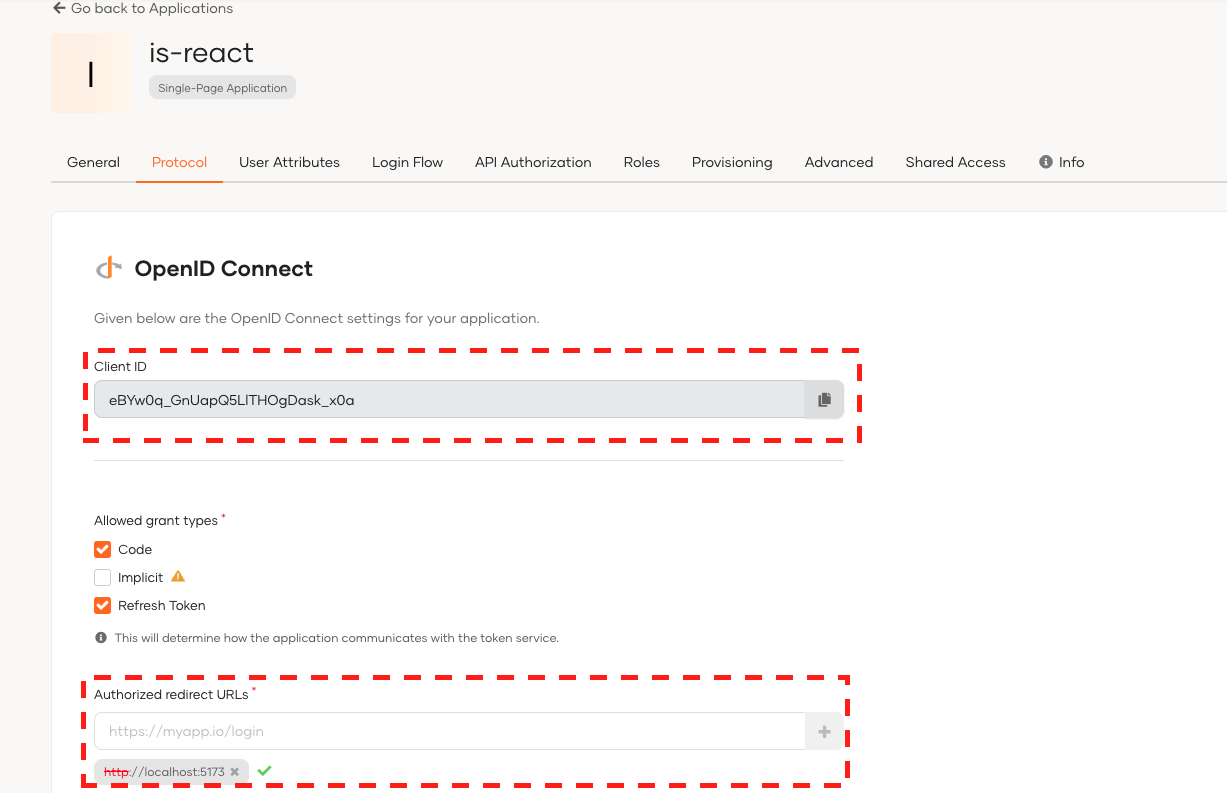 Go back to Applications
I
is-react
Single-Page Application
General Protocol User Attributes Login Flow API Authorization Roles Provisioning Advanced Shared Access Info
OpenID Connect
Given below are the OpenID Connect settings for your application.
Client ID
eBYw0q_GnUapQ5LlTHOgDask_x0a
Allowed grant types *
Code
Implicit
Refresh Token
This will determine how the application communicates with the token service.
Authorized redirect URLs *
https://myapp.io/login
http://localhost:5173